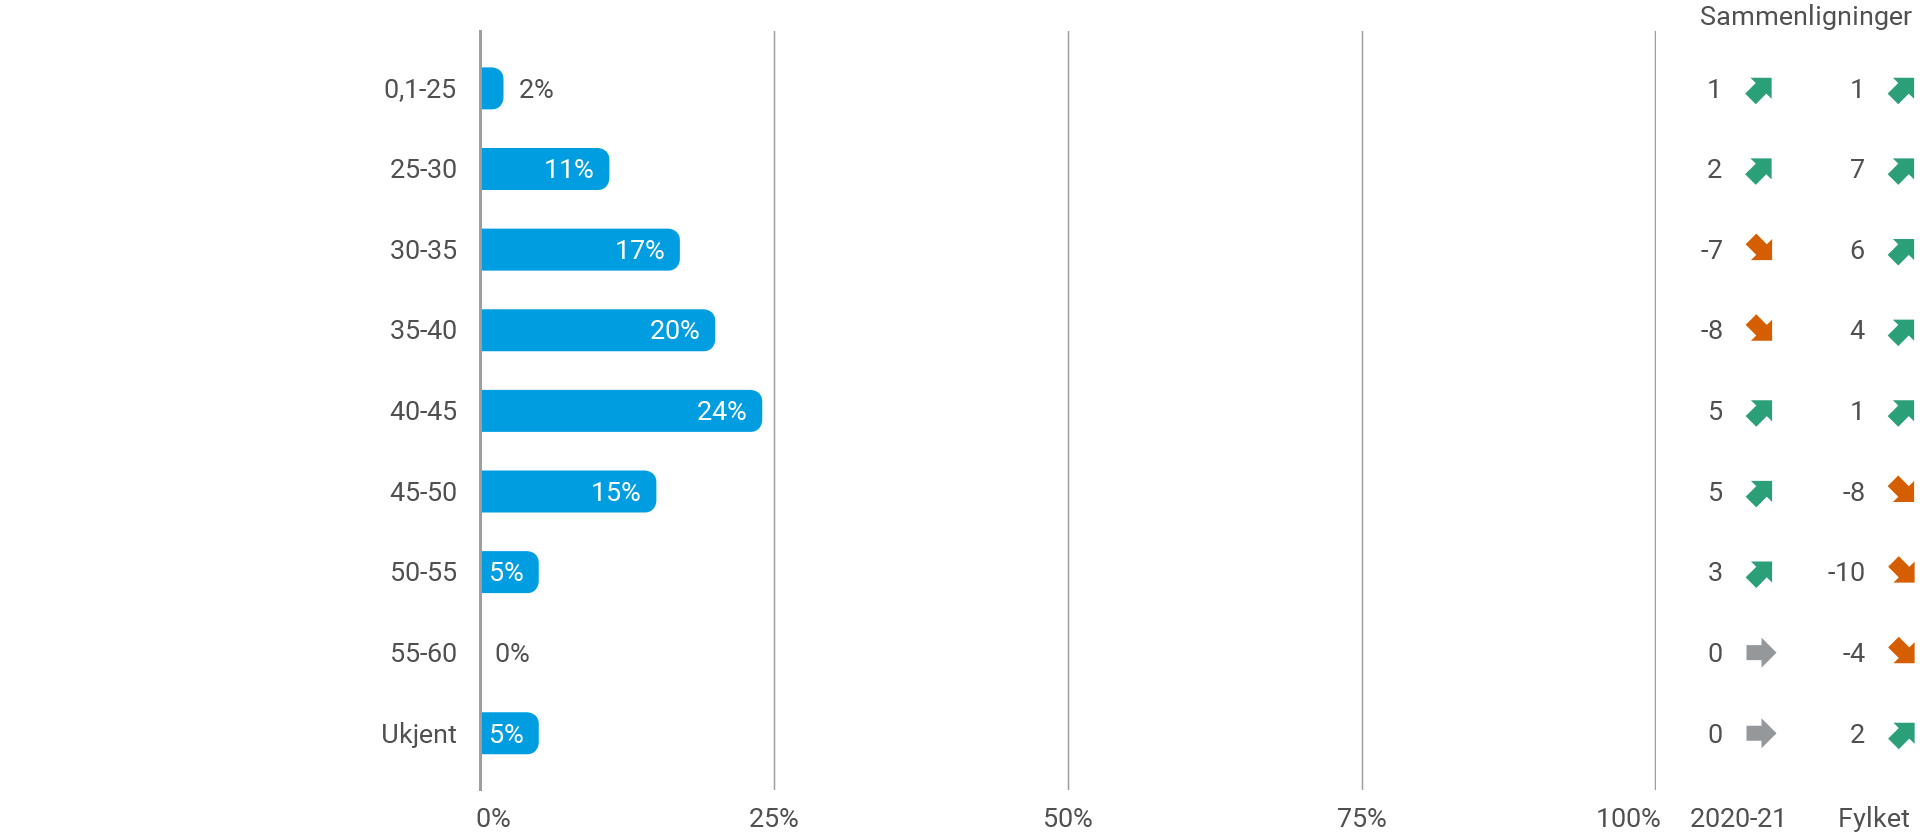 Sammenligninger
0,1-25 2% 1 1
25-30 11% 2 7
30-35 17% -7 6
35-40 20% -8 4
40-45 24% 5 1
45-50 15% 5 -8
50-55 5% 3 -10
55-60 0% 0 -4
Ukjent 5% 0 2
0% 25% 50% 75% 100% 2020-21 Fylket